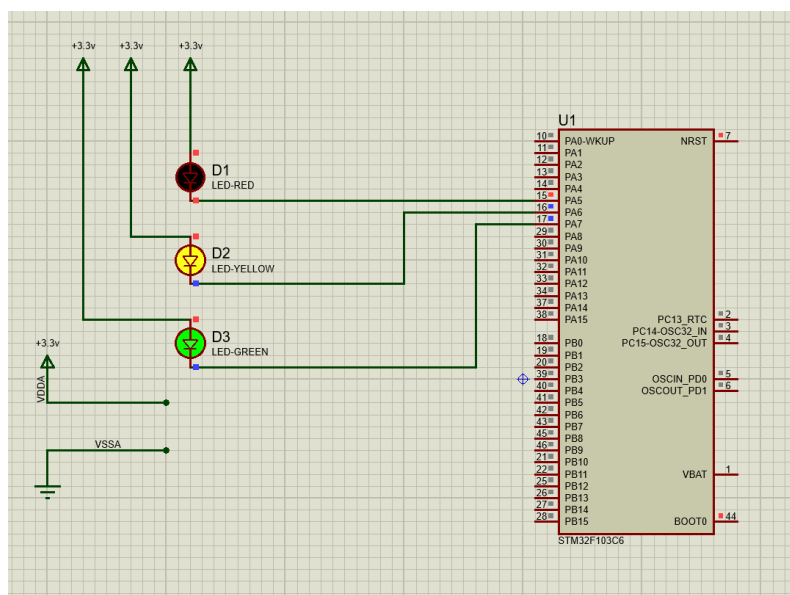 +3.3v +3.3v +3.3v
D1
LED-RED
D2
LED-YELLOW
D3
LED-GREEN
+3.3v
VDDA
VSSA
U1
10 PA0-WKUP
11 PA1
12 PA2
13 PA3
14 PA4
15 PA5
16 PA6
17 PA7
29 PA8
30 PA9
31 PA10
32 PA11
33 PA12
34 PA13
37 PA14
38 PA15
18 PB0
19 PB1
20 PB2
39 PB3
40 PB4
41 PB5
42 PB6
43 PB7
45 PB8
46 PB9
21 PB10
22 PB11
25 PB12
26 PB13
27 PB14
28 PB15
NRST 7
PC13_RTC 2
PC14-OSC32_IN 3
PC15-OSC32_OUT 4
OSCIN_PD0 5
OSCOUT_PD1 6
VBAT 1
BOOT0 44
STM32F103C6